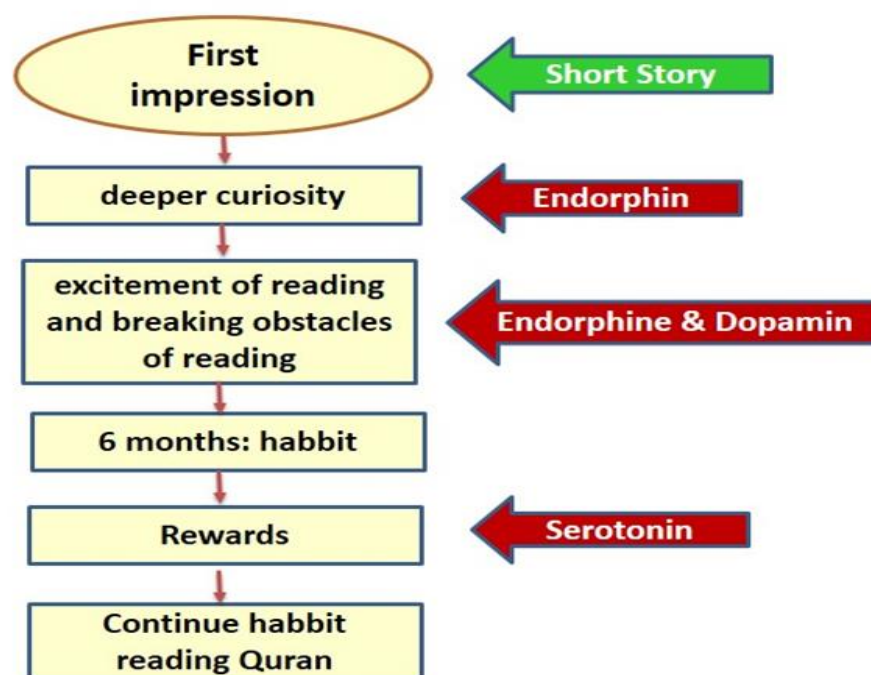 First
impression
Short Story
deeper curiosity
Endorphin
excitement of reading
and breaking obstacles
of reading
Endorphine & Dopamin
6 months: habbit
Rewards
Serotonin
Continue habbit
reading Quran